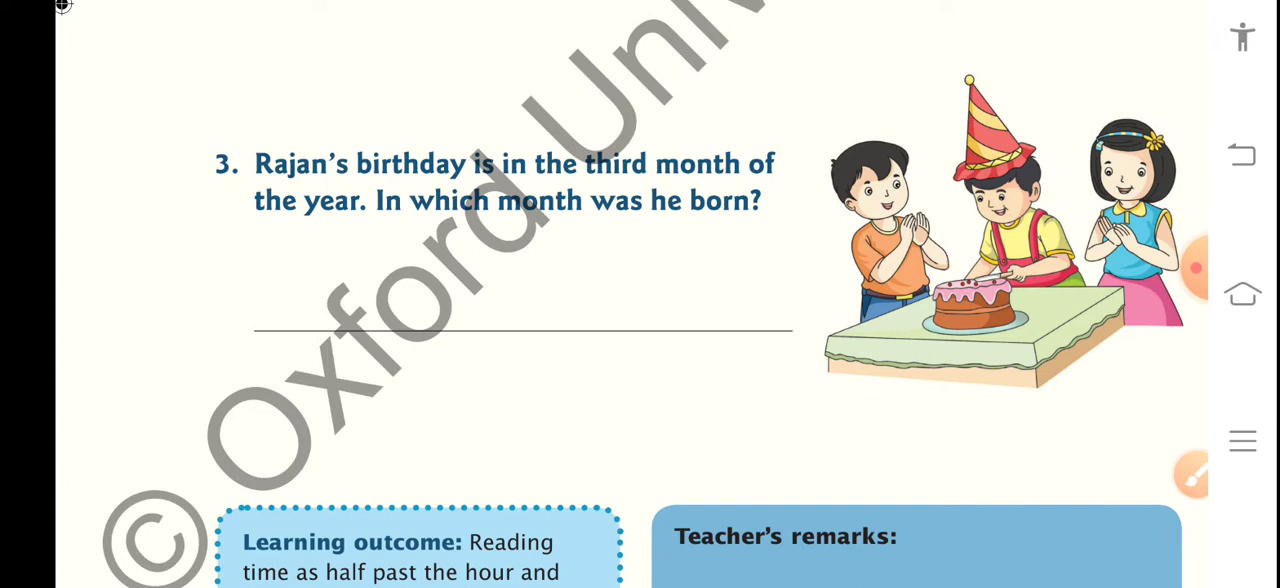 3. Rajan's birthday is in the third month of
the year. In which month was he born?
© Oxford Univ
Learning outcome: Reading
time as half past the hour and
Teacher's remarks: